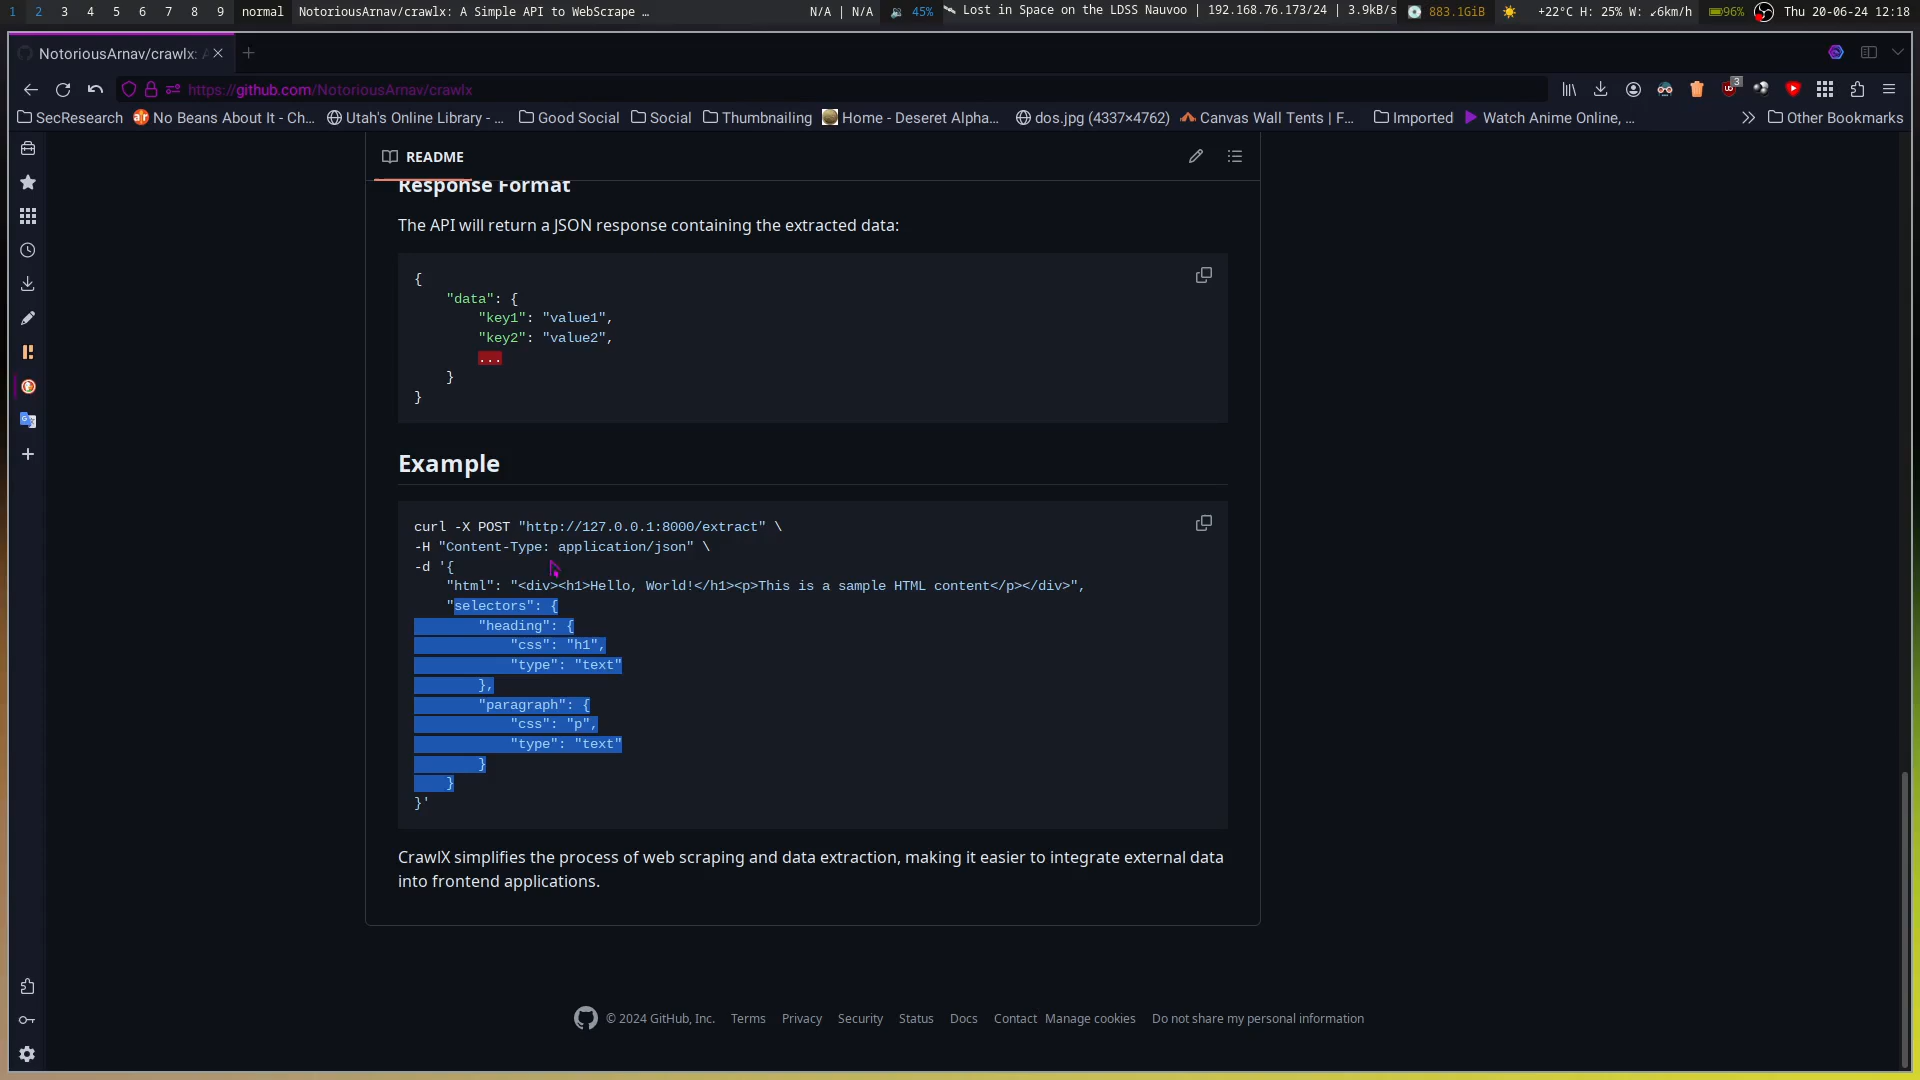 1 2 3 4 5 6 7 8 9 normal NotoriousArnav/crawlx: A Simple API to WebScrape … N/A | N/A 45% Lost in Space on the LDSS Nauvoo | 192.168.76.173/24 | 3.9kB/s 883.1GiB +22°C H: 25% W: ↙6km/h 96% Thu 20-06-24 12:18
NotoriousArnav/crawlx:
https://github.com/NotoriousArnav/crawlx
3
SecResearch No Beans About It - Ch… Utah's Online Library - … Good Social Social Thumbnailing Home - Deseret Alpha… dos.jpg (4337×4762) Canvas Wall Tents | F… Imported Watch Anime Online, … Other Bookmarks
README
Response Format
The API will return a JSON response containing the extracted data:
{
    "data": {
        "key1": "value1",
        "key2": "value2",
        ...
    }
}
Example
curl -X POST "http://127.0.0.1:8000/extract" \
-H "Content-Type: application/json" \
-d '{
    "html": "<div><h1>Hello, World!</h1><p>This is a sample HTML content</p></div>",
    "selectors": {
        "heading": {
            "css": "h1",
            "type": "text"
        },
        "paragraph": {
            "css": "p",
            "type": "text"
        }
    }
}'
CrawlX simplifies the process of web scraping and data extraction, making it easier to integrate external data
into frontend applications.
© 2024 GitHub, Inc. Terms Privacy Security Status Docs Contact Manage cookies Do not share my personal information